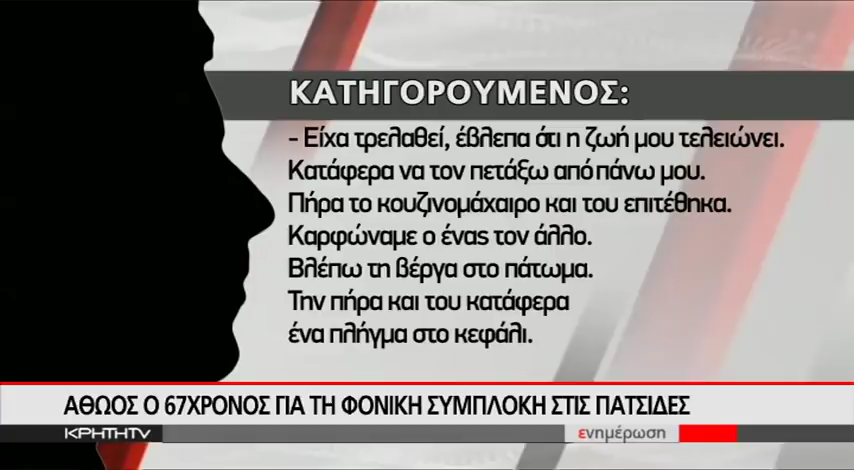 ΚΑΤΗΓΟΡΟΥΜΕΝΟΣ:
- Είχα τρελαθεί, έβλεπα ότι η ζωή μου τελειώνει.
Κατάφερα να τον πετάξω από πάνω μου.
Πήρα το κουζινομάχαιρο και του επιτέθηκα.
Καρφώναμε ο ένας τον άλλο.
Βλέπω τη βέργα στο πάτωμα.
Την πήρα και του κατάφερα
ένα πλήγμα στο κεφάλι.
ΑΘΩΟΣ Ο 67ΧΡΟΝΟΣ ΓΙΑ ΤΗ ΦΟΝΙΚΗ ΣΥΜΠΛΟΚΗ ΣΤΙΣ ΠΑΤΣΙΔΕΣ
ΚΡΗΤΗTV
ενημέρωση